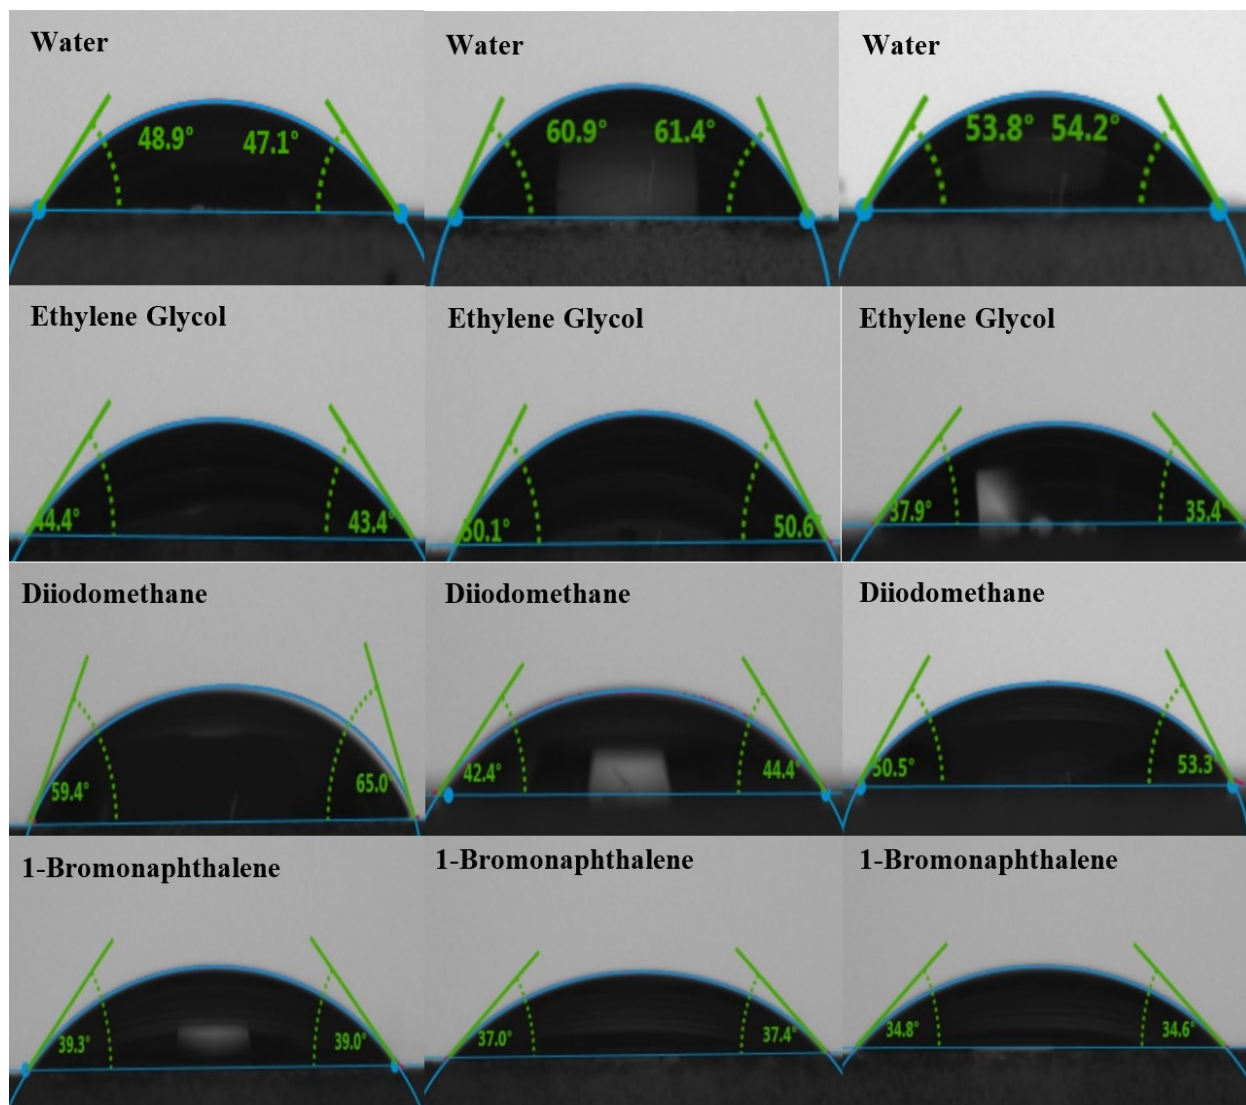 Water
Water
Water
48.9° 47.1°
60.9° 61.4°
53.8° 54.2°
Ethylene Glycol
Ethylene Glycol
Ethylene Glycol
44.4° 43.4°
50.1° 50.6°
37.9° 35.4°
Diiodomethane
Diiodomethane
Diiodomethane
59.4° 65.0
42.4° 44.4°
50.5° 53.3
1-Bromonaphthalene
1-Bromonaphthalene
1-Bromonaphthalene
39.3° 39.0°
37.0° 37.4°
34.8° 34.6°